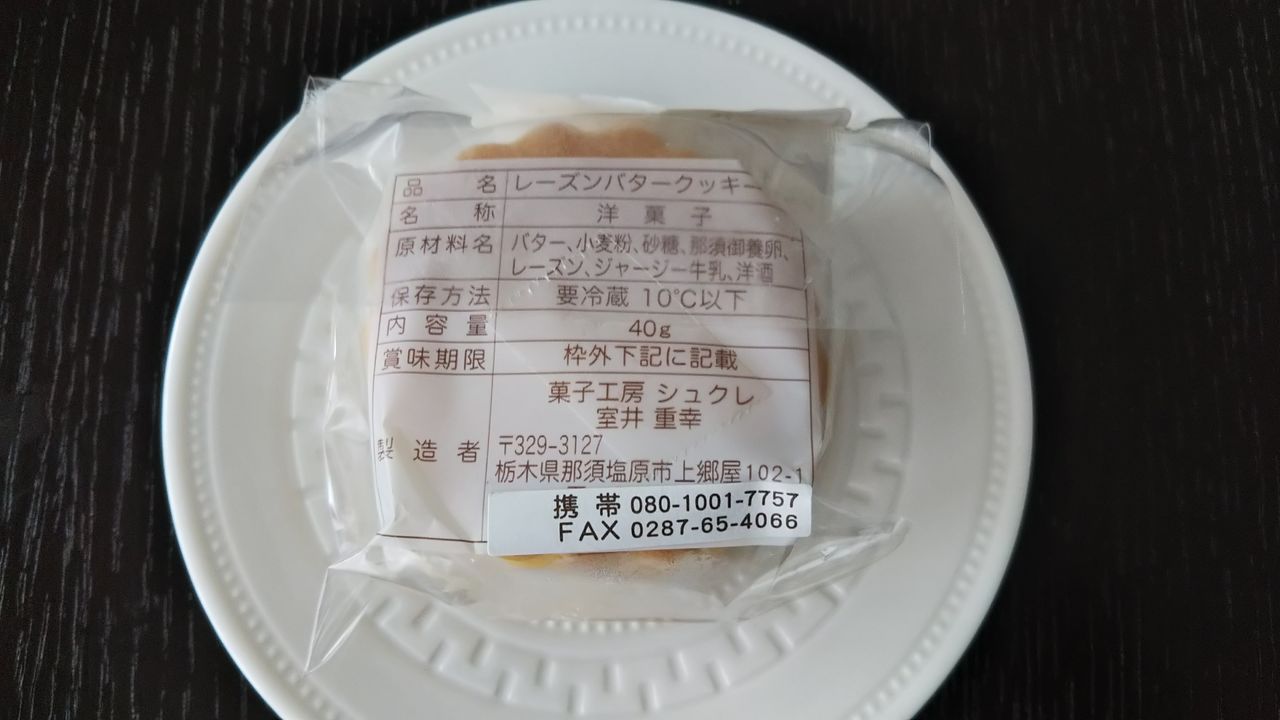 品名 レーズンバタークッキー
名称 洋菓子
原材料名 バター、小麦粉、砂糖、那須御養卵、
レーズン、ジャージー牛乳、洋酒
保存方法 要冷蔵 10℃以下
内容量 40g
賞味期限 枠外下記に記載
菓子工房 シュクレ
室井 重幸
製造者 〒329-3127
栃木県那須塩原市上郷屋102-1
携帯 080-1001-7757
FAX 0287-65-4066